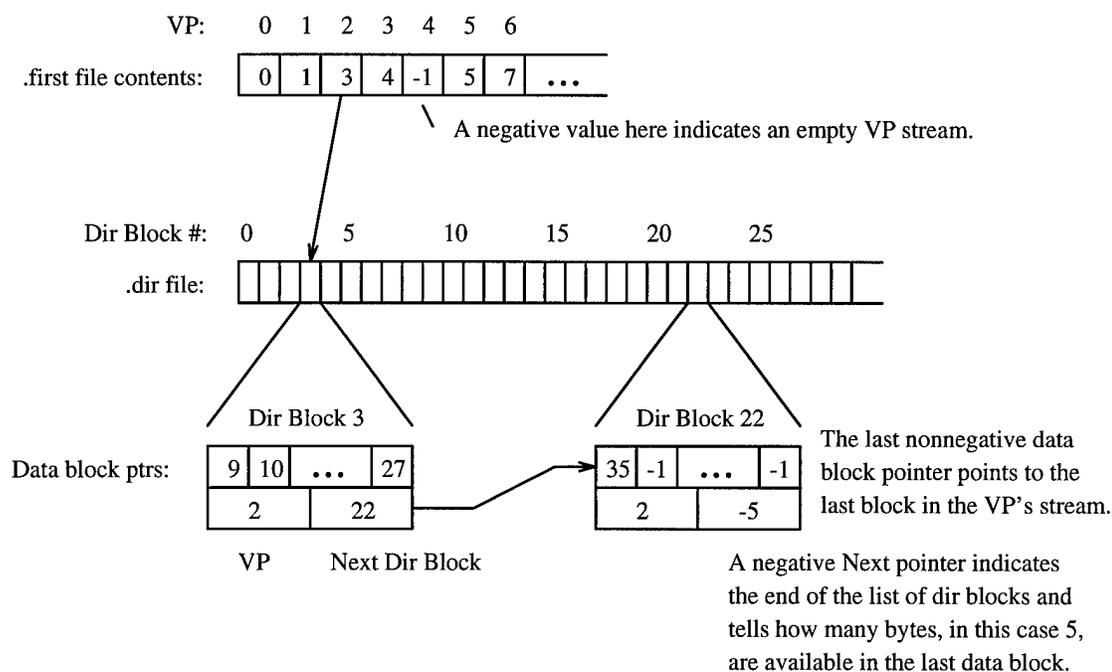 VP: 0 1 2 3 4 5 6
.first file contents: 0 1 3 4 -1 5 7 ...
A negative value here indicates an empty VP stream.
Dir Block #: 0 5 10 15 20 25
.dir file:
Dir Block 3 Dir Block 22
Data block ptrs: 9 10 ... 27 35 -1 ... -1
2 22 2 -5
The last nonnegative data
block pointer points to the
last block in the VP's stream.
VP Next Dir Block
A negative Next pointer indicates
the end of the list of dir blocks and
tells how many bytes, in this case 5,
are available in the last data block.